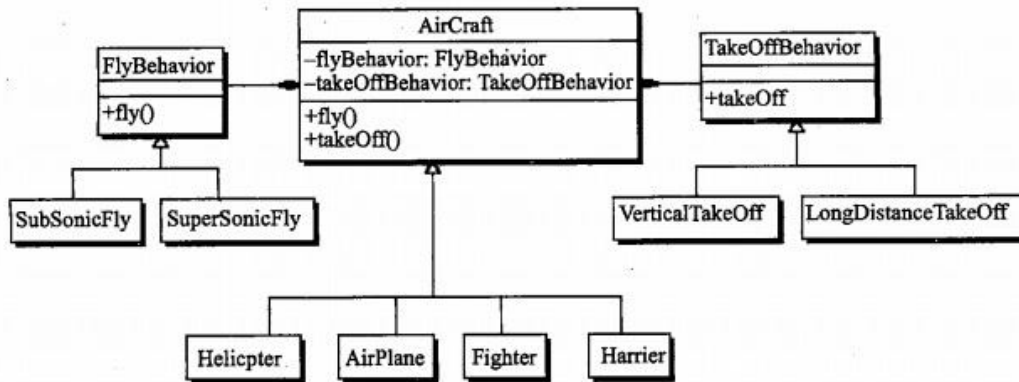 AirCraft
–flyBehavior: FlyBehavior
–takeOffBehavior: TakeOffBehavior
+fly()
+takeOff()
FlyBehavior
+fly()
TakeOffBehavior
+takeOff
SubSonicFly
SuperSonicFly
VerticalTakeOff
LongDistanceTakeOff
Helicpter
AirPlane
Fighter
Harrier